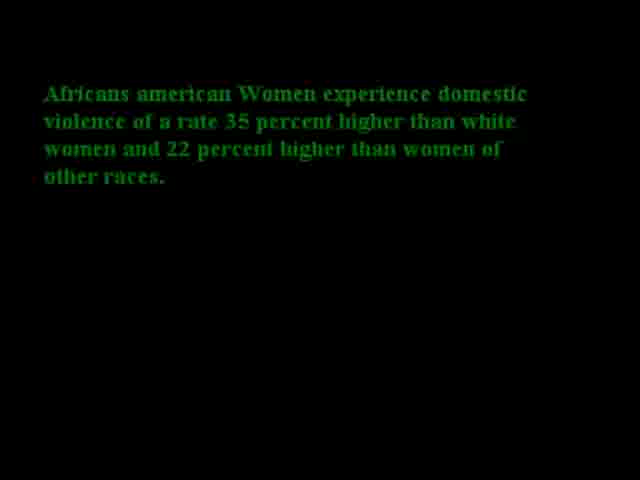 Africans american Women experience domestic
violence of a rate 35 percent higher than white
women and 22 percent higher than women of
other races.